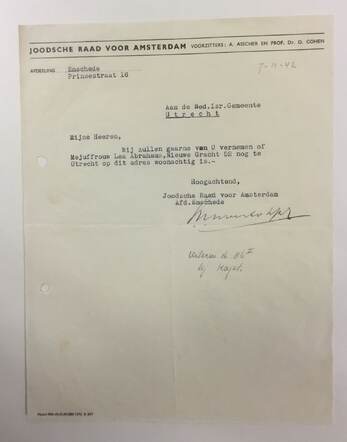 JOODSCHE RAAD VOOR AMSTERDAM VOORZITTERS: A. ASSCHER EN PROF. Dr. D. COHEN
AFDEELING Enschede
Prinsestraat 16
7-11-42
Aan de Ned.Isr.Gemeente
Utrecht
Mijne Heeren,
Wij zullen gaarne van U vernemen of
Mejuffrouw Lea Abrahams, Nieuwe Gracht 92 nog te
Utrecht op dit adres woonachtig is.-
Hoogachtend,
Joodsche Raad voor Amsterdam
Afd.Enschede